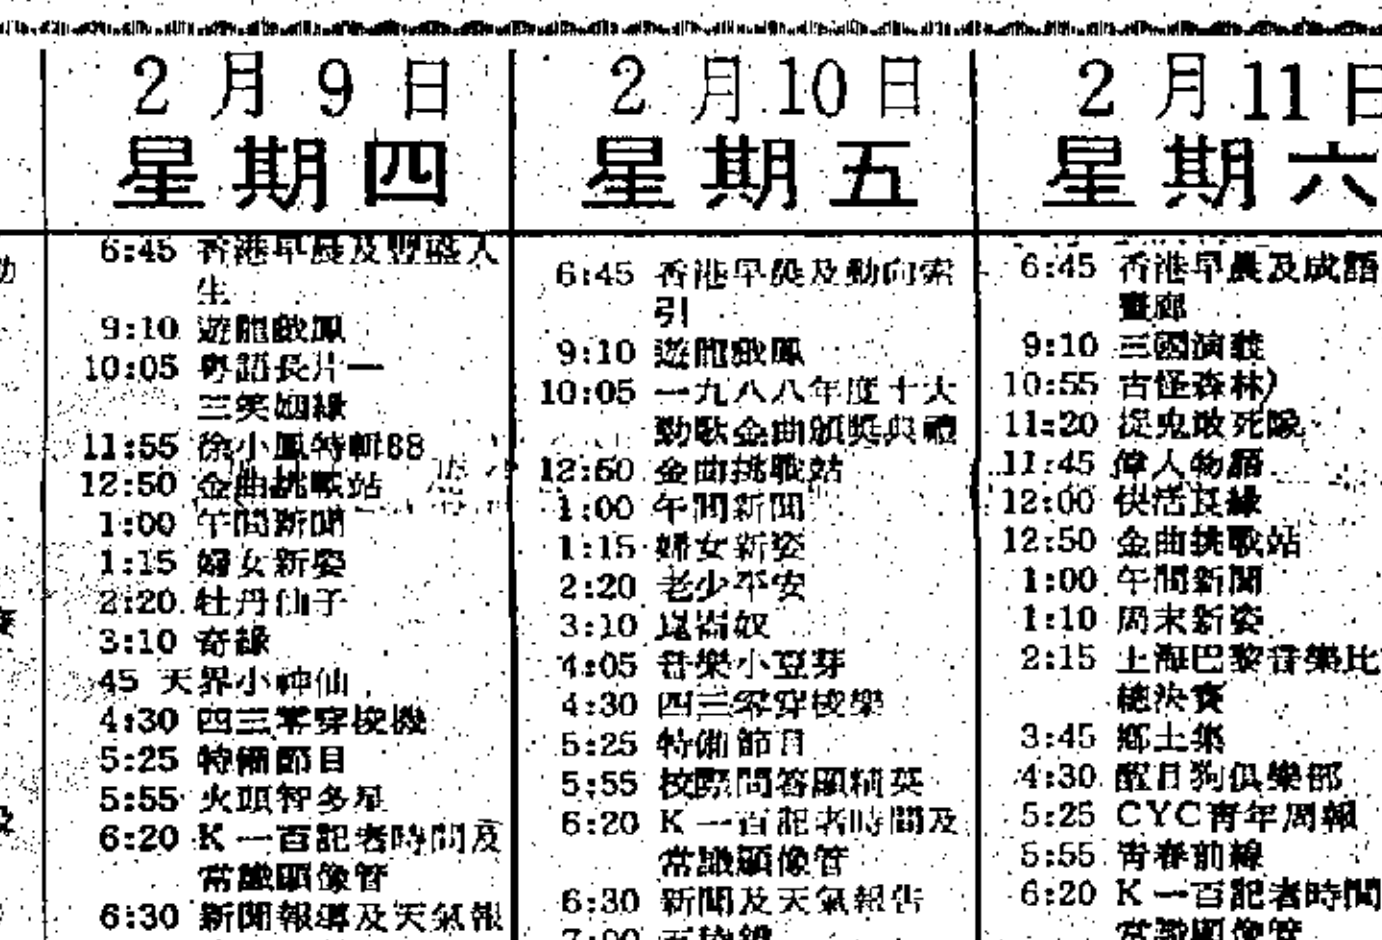 2月9日
星期四
6:45 香港早晨及豐盛人
生
9:10 遊龍戲鳳
10:05 粵語長片一
三笑姻緣
11:55 徐小鳳特輯88
12:50 金曲挑戰站
1:00 午間新聞
1:15 婦女新姿
2:20 牡丹仙子
3:10 奇緣
45 天界小神仙
4:30 四三零穿梭機
5:25 特備節目
5:55 火頭智多星
6:20 K一百記者時間及
常識顯像管
6:30 新聞報導及天氣報
2月10日
星期五
6:45 香港早晨及動向索
引
9:10 遊龍戲鳳
10:05 一九八八年度十大
勁歌金曲頒獎典禮
12:50 金曲挑戰站
1:00 午間新聞
1:15 婦女新姿
2:20 老少平安
3:10 崑崙奴
4:05 音樂小豆芽
4:30 四三零穿梭樂
5:25 特備節目
5:55 校際問答顯精英
6:20 K一百記者時間及
常識顯像管
6:30 新聞及天氣報告
7:00
2月11日
星期六
6:45 香港早晨及成語
畫廊
9:10 三國演義
10:55 古怪森林)
11:20 捉鬼敢死隊
11:45 偉人物語
12:00 快活良緣
12:50 金曲挑戰站
1:00 午間新聞
1:10 周末新姿
2:15 上海巴黎音樂比
總決賽
3:45 鄉土集
4:30 醒目狗俱樂部
5:25 CYC青年周報
5:55 青春前線
6:20 K一百記者時間
常識顯像管